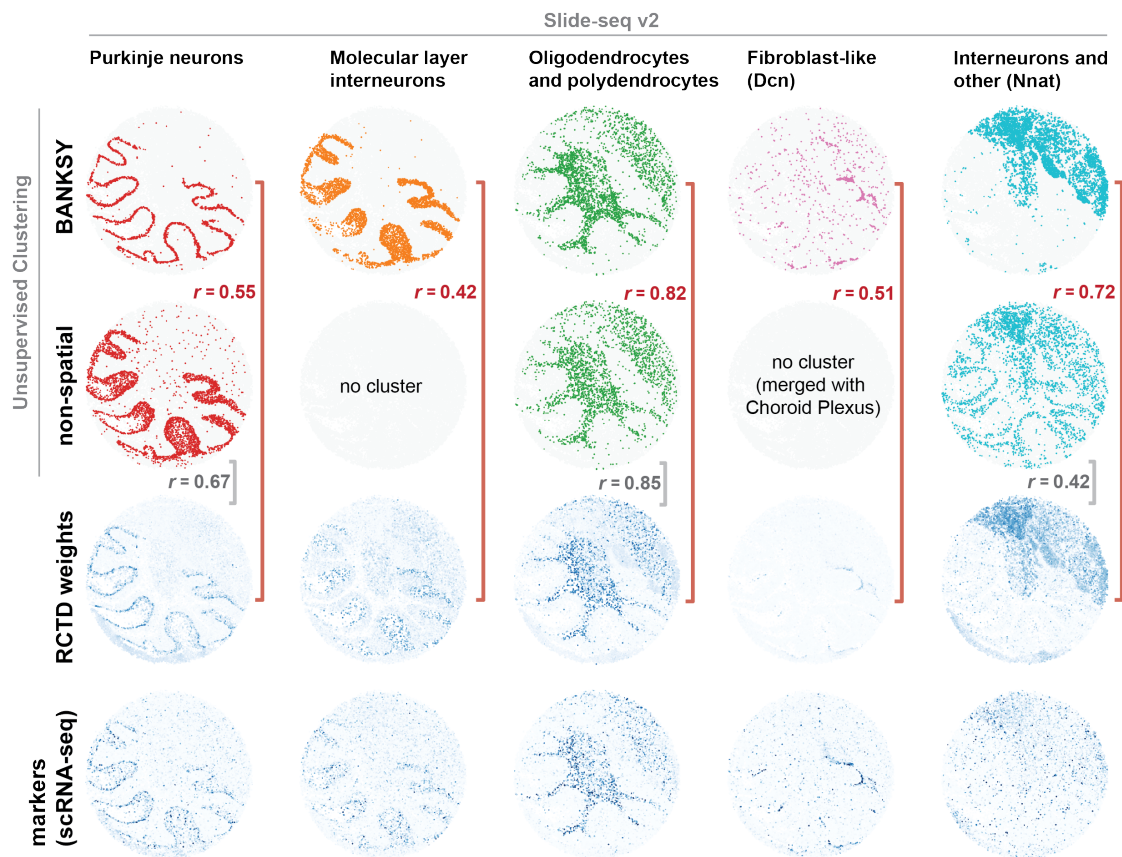 Slide-seq v2
Purkinje neurons
Molecular layer
interneurons
Oligodendrocytes
and polydendrocytes
Fibroblast-like
(Dcn)
Interneurons and
other (Nnat)
Unsupervised Clustering
BANKSY
r = 0.55
r = 0.42
r = 0.82
r = 0.51
r = 0.72
non-spatial
no cluster
no cluster
(merged with
Choroid Plexus)
r = 0.67
r = 0.85
r = 0.42
RCTD weights
markers
(scRNA-seq)